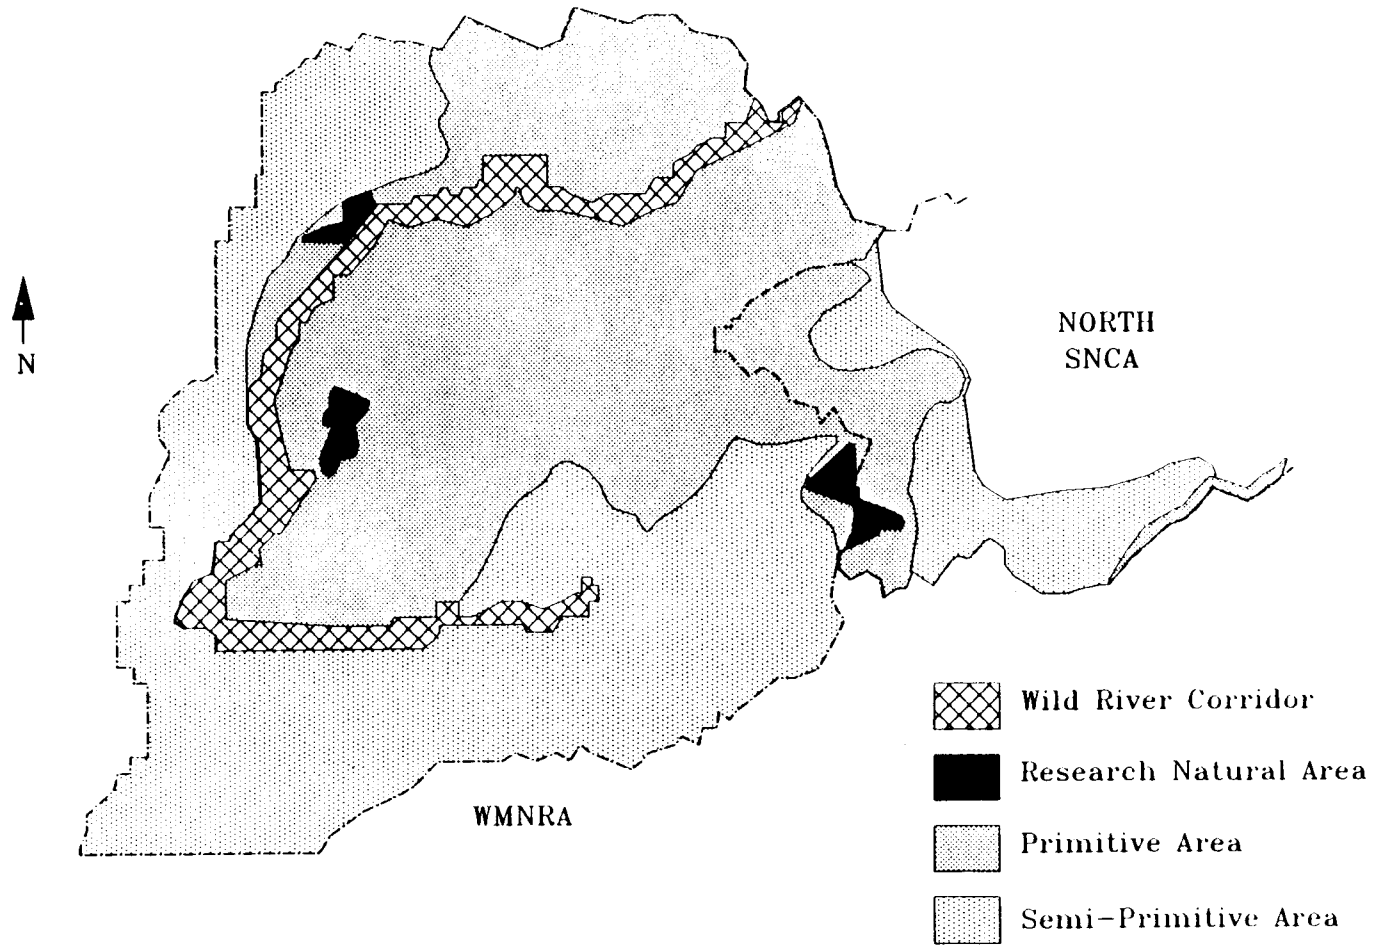 N
NORTH
SNCA
WMNRA
Wild River Corridor
Research Natural Area
Primitive Area
Semi-Primitive Area